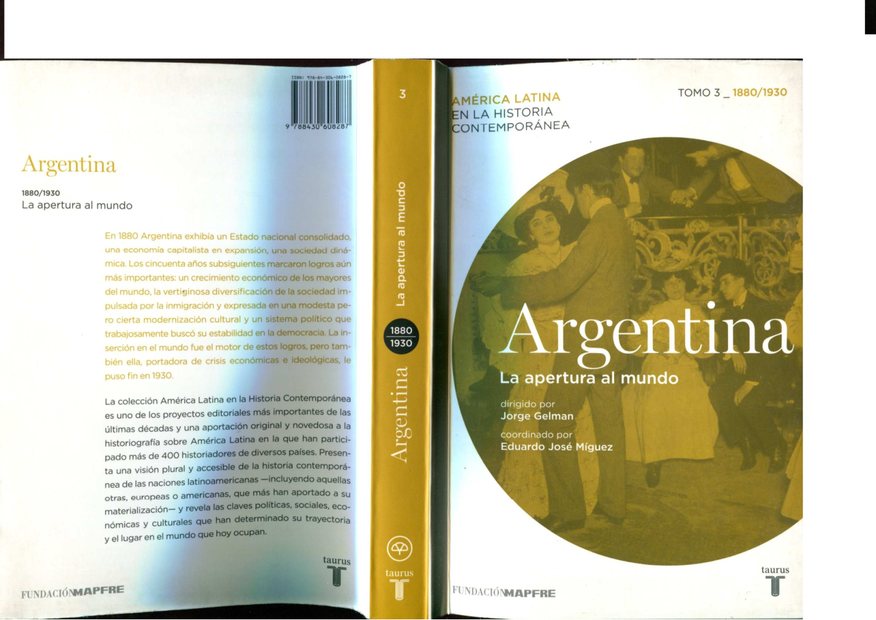 ISBN: 978-84-306-0828-7
9 788430 608287
Argentina
1880/1930
La apertura al mundo
En 1880 Argentina exhibía un Estado nacional consolidado,
una economía capitalista en expansión, una sociedad diná-
mica. Los cincuenta años subsiguientes marcaron logros aún
más importantes: un crecimiento económico de los mayores
del mundo, la vertiginosa diversificación de la sociedad im-
pulsada por la inmigración y expresada en una modesta pe-
ro cierta modernización cultural y un sistema político que
trabajosamente buscó su estabilidad en la democracia. La in-
serción en el mundo fue el motor de estos logros, pero tam-
bién ella, portadora de crisis económicas e ideológicas, le
puso fin en 1930.
La colección América Latina en la Historia Contemporánea
es uno de los proyectos editoriales más importantes de las
últimas décadas y una aportación original y novedosa a la
historiografía sobre América Latina en la que han partici-
pado más de 400 historiadores de diversos países. Presen-
ta una visión plural y accesible de la historia contemporá-
nea de las naciones latinoamericanas —incluyendo aquellas
otras, europeas o americanas, que más han aportado a su
materialización— y revela las claves políticas, sociales, eco-
nómicas y culturales que han determinado su trayectoria
y el lugar en el mundo que hoy ocupan.
FUNDACIÓN MAPFRE
taurus
T
3
La apertura al mundo
1880
1930
Argentina
taurus
T
AMÉRICA LATINA
EN LA HISTORIA
CONTEMPORÁNEA
TOMO 3 _ 1880/1930
Argentina
La apertura al mundo
dirigido por
Jorge Gelman
coordinado por
Eduardo José Míguez
FUNDACIÓN MAPFRE
taurus
T